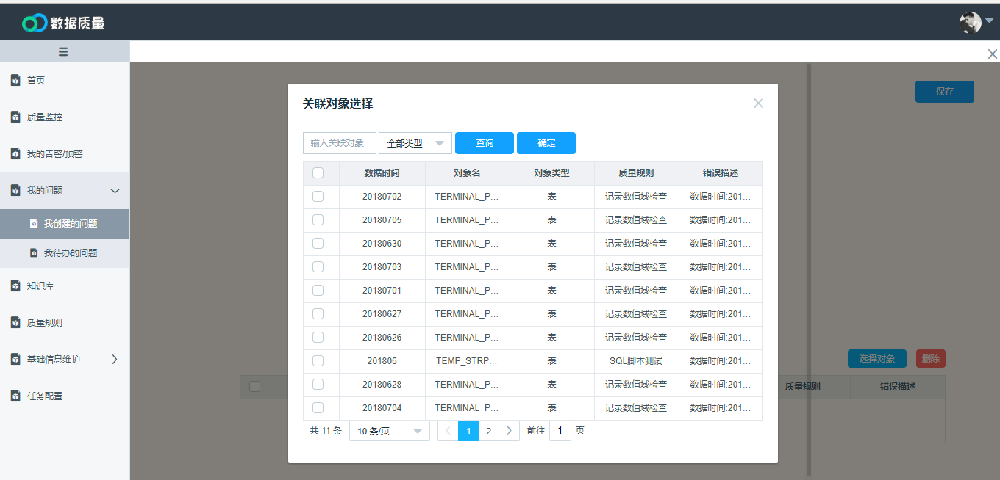 数据质量
首页
质量监控
我的告警/预警
我的问题
我创建的问题
我待办的问题
知识库
质量规则
基础信息维护
任务配置
保存
关联对象选择
输入关联对象 全部类型 查询 确定
数据时间 对象名 对象类型 质量规则 错误描述
20180702 TERMINAL_P... 表 记录数值域检查 数据时间:201...
20180705 TERMINAL_P... 表 记录数值域检查 数据时间:201...
20180630 TERMINAL_P... 表 记录数值域检查 数据时间:201...
20180703 TERMINAL_P... 表 记录数值域检查 数据时间:201...
20180701 TERMINAL_P... 表 记录数值域检查 数据时间:201...
20180627 TERMINAL_P... 表 记录数值域检查 数据时间:201...
20180626 TERMINAL_P... 表 记录数值域检查 数据时间:201...
201806 TEMP_STRP... 表 SQL脚本测试 数据时间:201...
20180628 TERMINAL_P... 表 记录数值域检查 数据时间:201...
20180704 TERMINAL_P... 表 记录数值域检查 数据时间:201...
共 11 条 10 条/页 1 2 前往 1 页
选择对象 删除
质量规则 错误描述